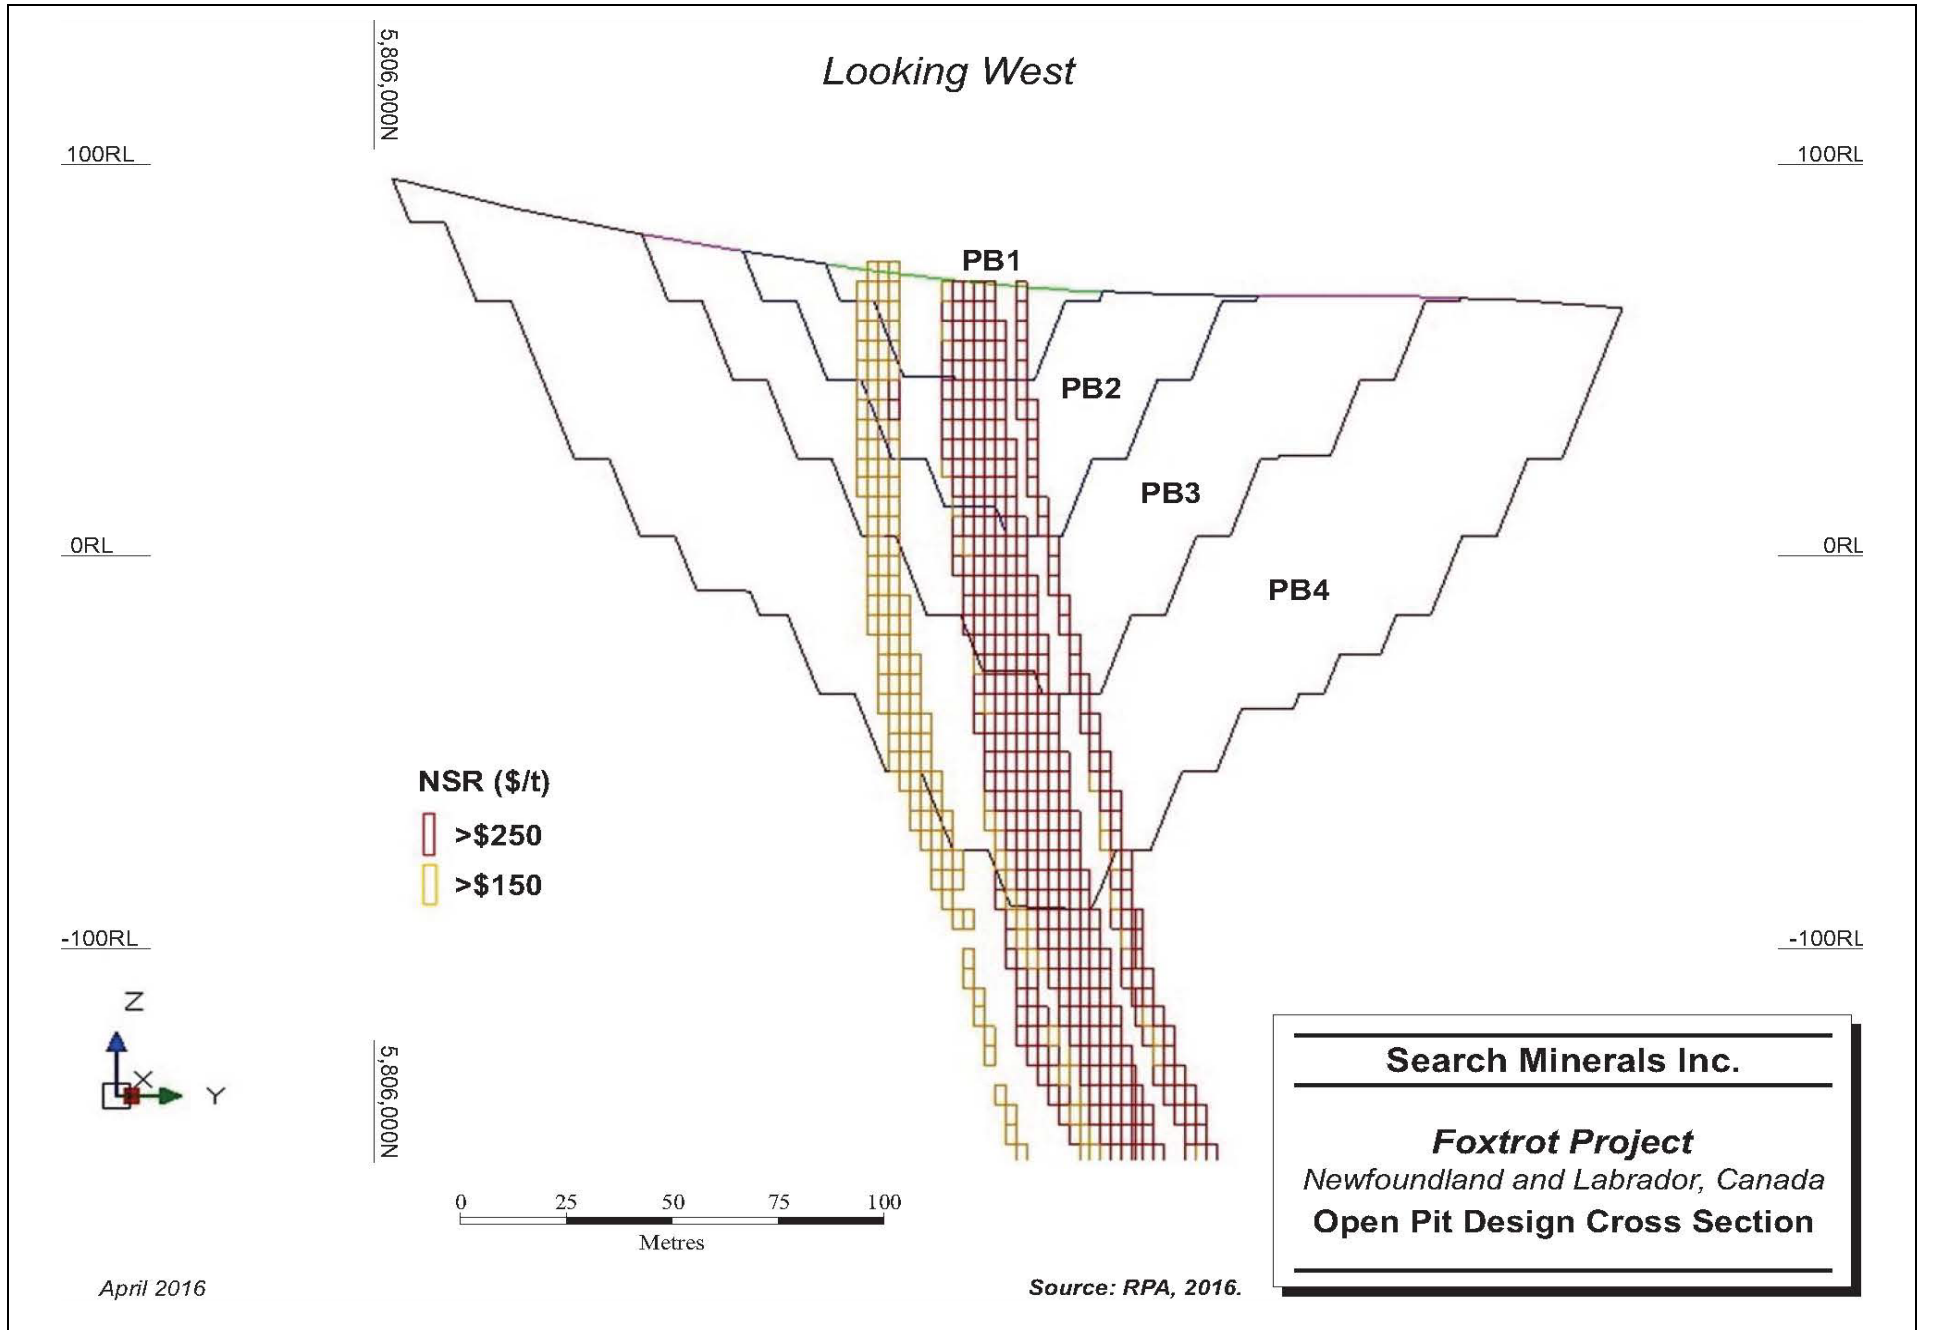 Looking West
5,806,000N
100RL
100RL
PB1
PB2
PB3
0RL
0RL
PB4
NSR ($/t)
>$250
>$150
-100RL
-100RL
Z
X
Y
5,806,000N
0 25 50 75 100
Metres
Search Minerals Inc.
Foxtrot Project
Newfoundland and Labrador, Canada
Open Pit Design Cross Section
April 2016
Source: RPA, 2016.